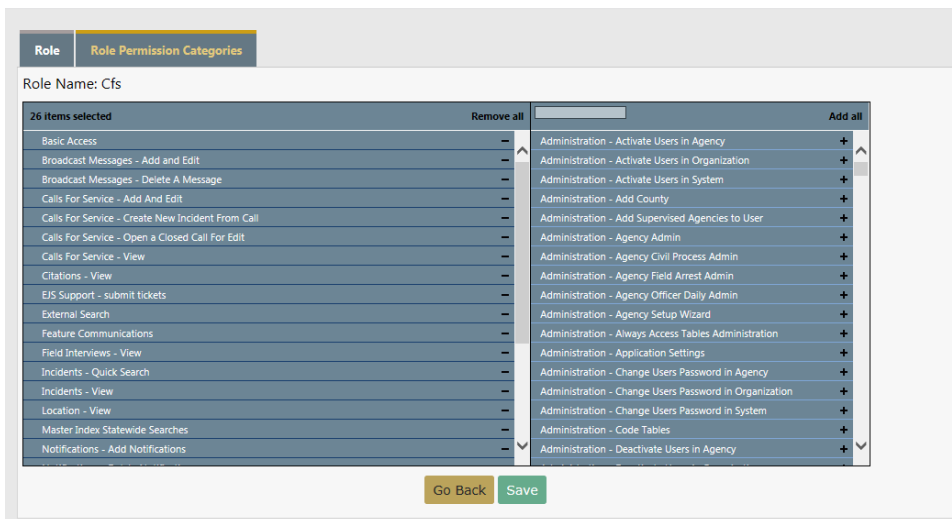 Role
Role Permission Categories
Role Name: Cfs
26 items selected
Remove all
Basic Access
Broadcast Messages - Add and Edit
Broadcast Messages - Delete A Message
Calls For Service - Add And Edit
Calls For Service - Create New Incident From Call
Calls For Service - Open a Closed Call For Edit
Calls For Service - View
Citations - View
EJS Support - submit tickets
External Search
Feature Communications
Field Interviews - View
Incidents - Quick Search
Incidents - View
Location - View
Master Index Statewide Searches
Notifications - Add Notifications
Add all
Administration - Activate Users in Agency
Administration - Activate Users in Organization
Administration - Activate Users in System
Administration - Add County
Administration - Add Supervised Agencies to User
Administration - Agency Admin
Administration - Agency Civil Process Admin
Administration - Agency Field Arrest Admin
Administration - Agency Officer Daily Admin
Administration - Agency Setup Wizard
Administration - Always Access Tables Administration
Administration - Application Settings
Administration - Change Users Password in Agency
Administration - Change Users Password in Organization
Administration - Change Users Password in System
Administration - Code Tables
Administration - Deactivate Users in Agency
Go Back
Save